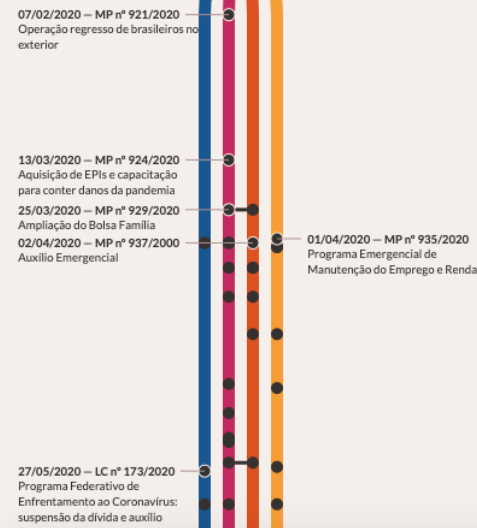 07/02/2020 — MP nº 921/2020
Operação regresso de brasileiros no
exterior
13/03/2020 — MP nº 924/2020
Aquisição de EPIs e capacitação
para conter danos da pandemia
25/03/2020 — MP nº 929/2020
Ampliação do Bolsa Família
02/04/2020 — MP nº 937/2000
Auxílio Emergencial
01/04/2020 — MP nº 935/2020
Programa Emergencial de
Manutenção do Emprego e Renda
27/05/2020 — LC nº 173/2020
Programa Federativo de
Enfrentamento ao Coronavírus:
suspensão da dívida e auxílio